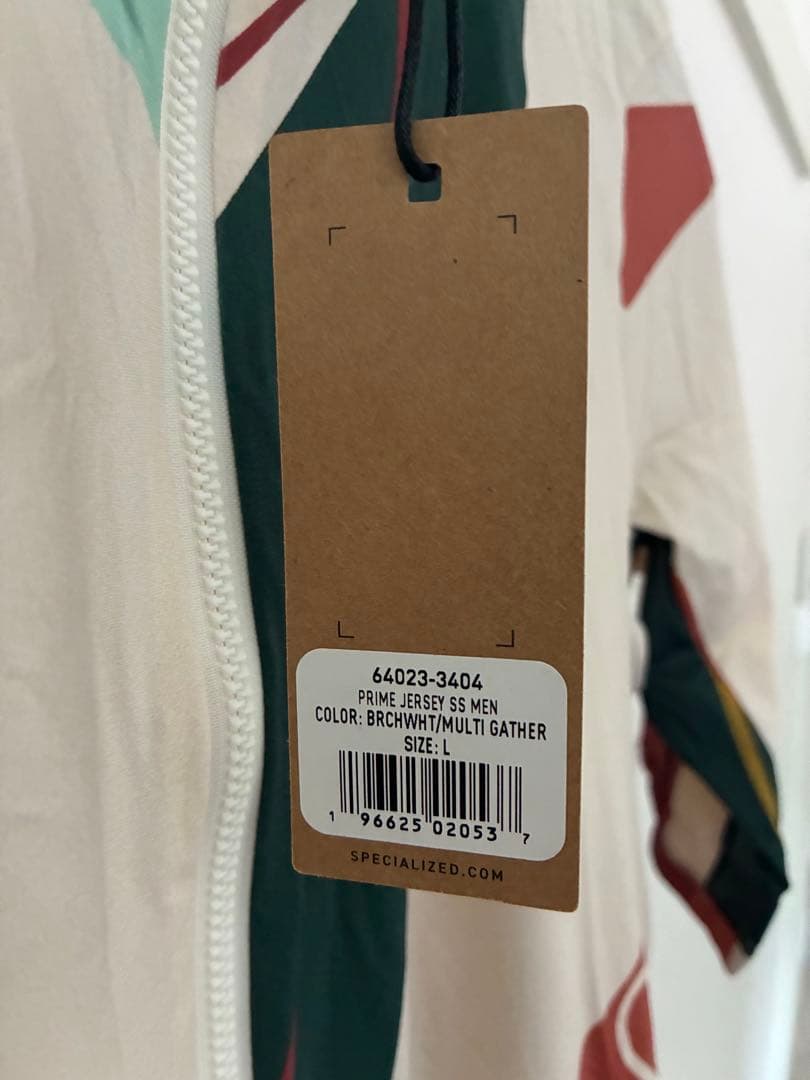 64023-3404
PRIME JERSEY SS MEN
COLOR: BRCHWHT/MULTI GATHER
SIZE: L
1 96625 02053 7
SPECIALIZED.COM